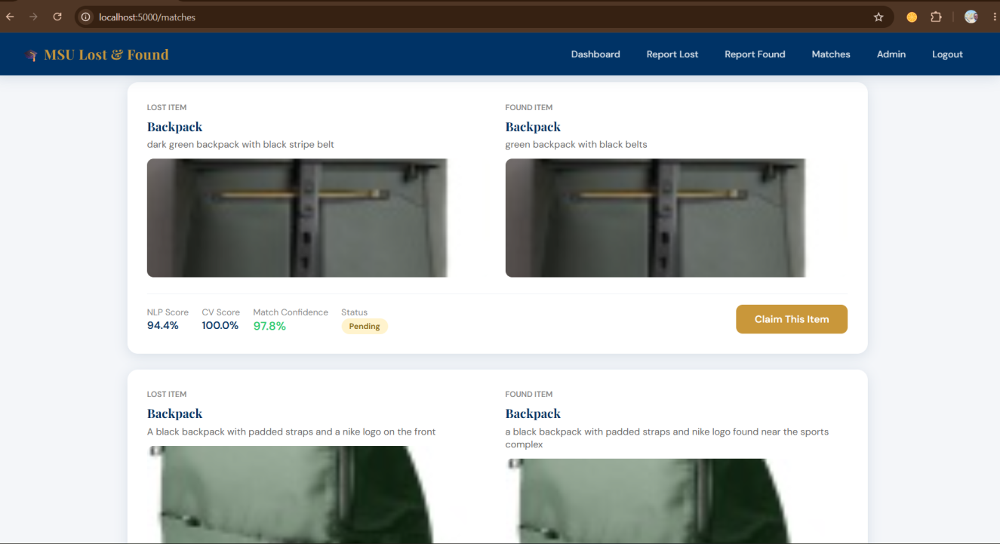 localhost:5000/matches
MSU Lost & Found
Dashboard
Report Lost
Report Found
Matches
Admin
Logout
LOST ITEM
Backpack
dark green backpack with black stripe belt
FOUND ITEM
Backpack
green backpack with black belts
NLP Score
94.4%
CV Score
100.0%
Match Confidence
97.8%
Status
Pending
Claim This Item
LOST ITEM
Backpack
A black backpack with padded straps and a nike logo on the front
FOUND ITEM
Backpack
a black backpack with padded straps and nike logo found near the sports
complex